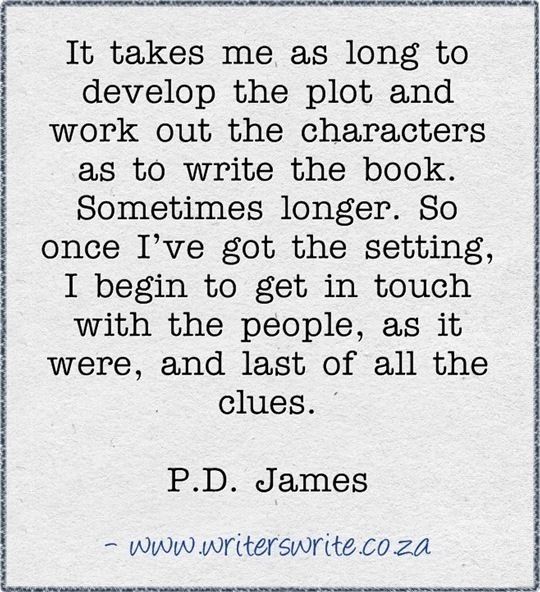 It takes me as long to
develop the plot and
work out the characters
as to write the book.
Sometimes longer. So
once I've got the setting,
I begin to get in touch
with the people, as it
were, and last of all the
clues.
P.D. James
- www.writerswrite.co.za